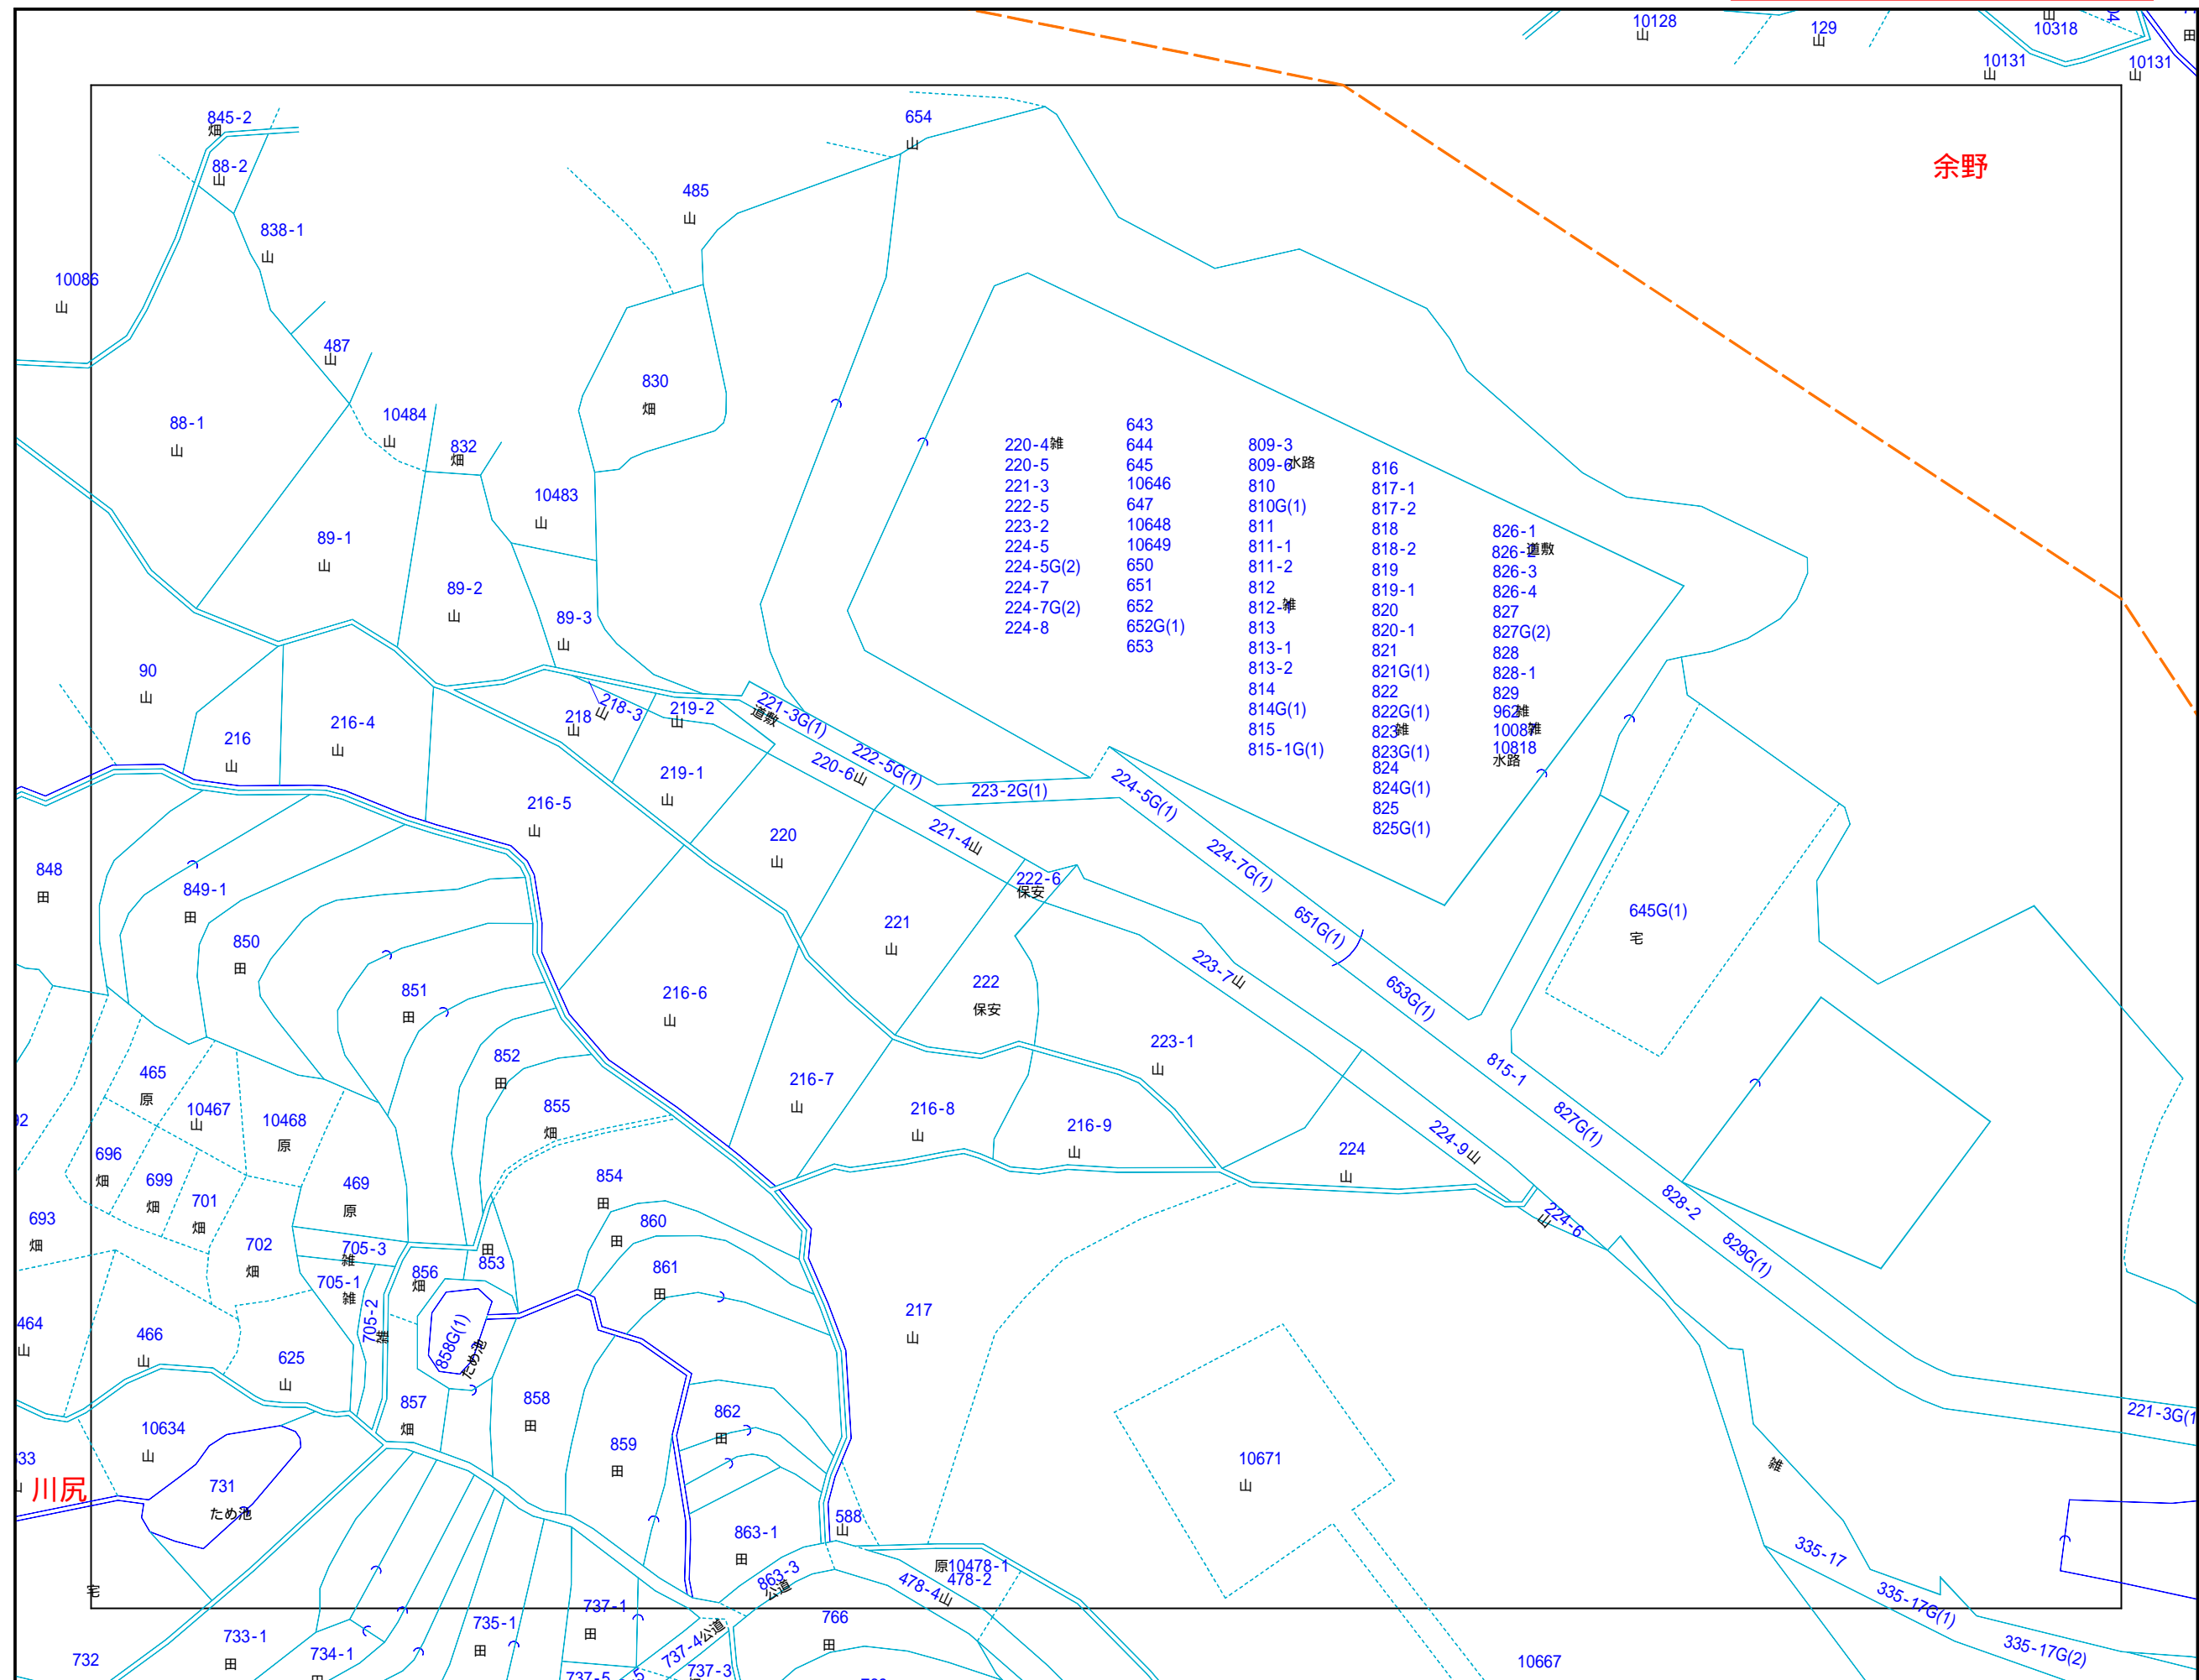 10128
山
129
山
10318
山
10131
山
10131
山
田
余野
845-2
畑
88-2
山
838-1
山
10086
山
487
山
654
山
485
山
830
畑
88-1
山
10484
山
832
畑
10483
山
89-1
山
89-2
山
89-3
山
220-4雑
220-5
221-3
222-5
223-2
224-5
224-5G(2)
224-7
224-7G(2)
224-8
643
644
645
10646
647
10648
10649
650
651
652
652G(1)
653
809-3
809-6水路
810
810G(1)
811
811-1
811-2
812
812-1雑
813
813-1
813-2
814
814G(1)
815
815-1G(1)
816
817-1
817-2
818
818-2
819
819-1
820
820-1
821
821G(1)
822
822G(1)
823雑
823G(1)
824
824G(1)
825
825G(1)
826-1
826-2道敷
826-3
826-4
827
827G(2)
828
828-1
829
962雑
10087雑
10818
水路
90
山
216
山
216-4
山
218
山
218-3
山
219-2
山
221-3G(1)
道敷
222-5G(1)
220-6山
219-1
山
216-5
山
223-2G(1)
224-5G(1)
220
山
221-4山
224-7G(1)
222-6
保安
651G(1)
645G(1)
宅
848
田
849-1
田
850
田
851
田
221
山
222
保安
223-7山
653G(1)
216-6
山
852
田
223-1
山
815-1
465
原
10467
山
10468
原
855
畑
216-7
山
216-8
山
216-9
山
827G(1)
224
山
224-9山
696
畑
699
畑
701
畑
469
原
854
田
828-2
693
畑
702
畑
705-3
雑
田
853
860
田
224-6
山
829G(1)
705-1
雑
705-2
雑
856
畑
861
田
217
山
464
山
466
山
625
山
858G(1)
ため池
857
畑
858
田
862
田
221-3G(1
10634
山
859
田
10671
山
雑
川尻
731
ため池
588
山
863-1
田
863-3
公道
原10478-1
478-2
478-4山
335-17
335-17G(1)
335-17G(2)
宅
732
733-1
田
734-1
735-1
田
737-1
田
737-4公道
737-5
737-3
766
田
10667